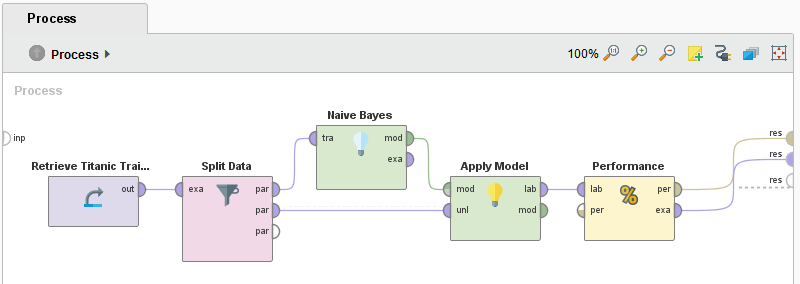 Process
Process
100%
Process
inp
Retrieve Titanic Trai...
out
Split Data
exa
par
par
par
Naive Bayes
tra
mod
exa
Apply Model
mod
lab
unl
mod
Performance
lab
per
per
exa
res
res
res